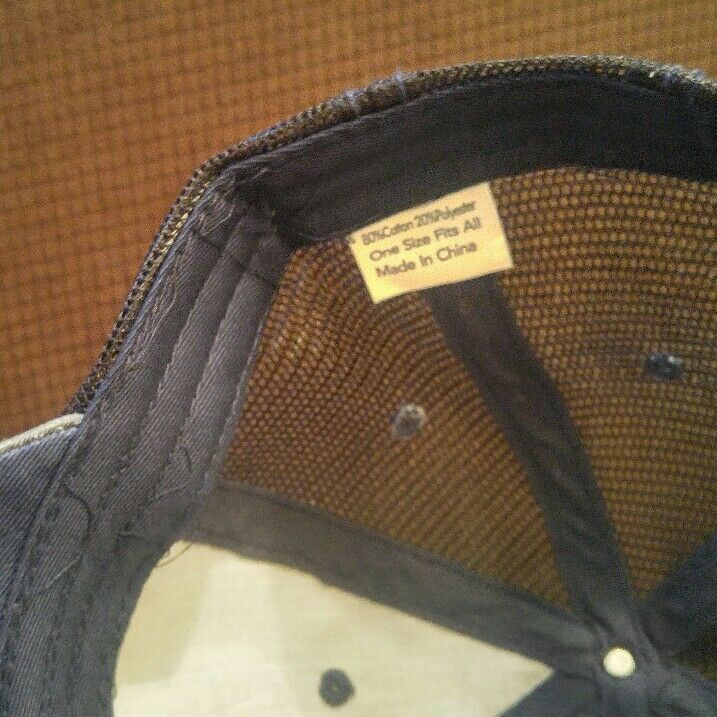 80%Cotton 20%Polyester
One Size Fits All
Made In China